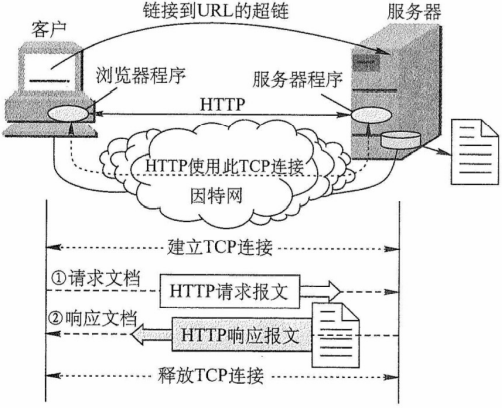 链接到URL的超链
客户
服务器
浏览器程序
服务器程序
HTTP
HTTP使用此TCP连接
因特网
建立TCP连接
①请求文档
HTTP请求报文
②响应文档
HTTP响应报文
释放TCP连接